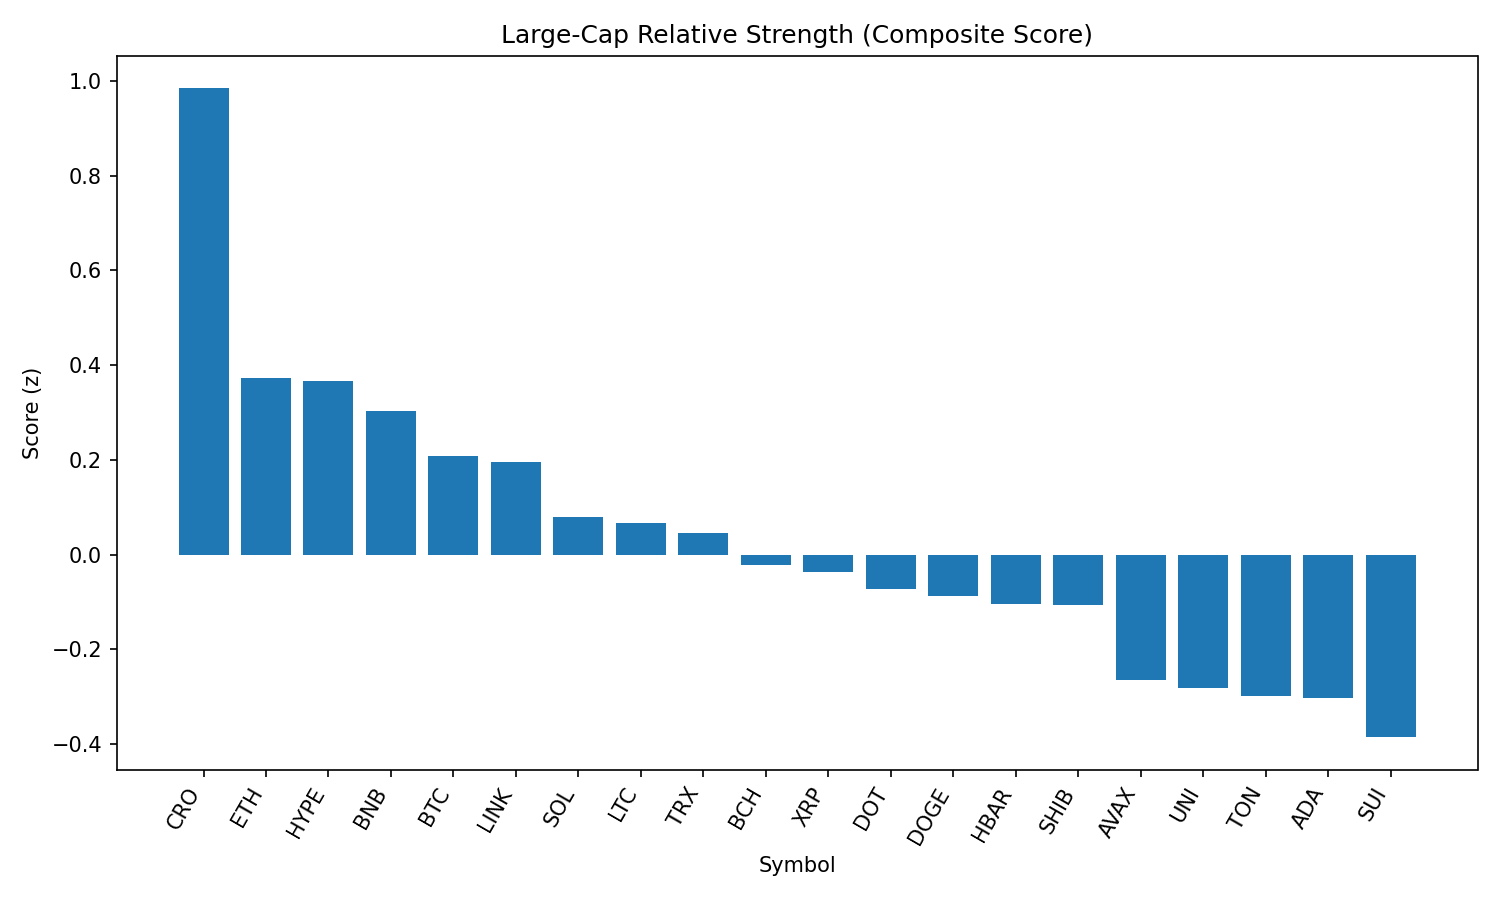 Large-Cap Relative Strength (Composite Score)
1.0
0.8
0.6
0.4
0.2
0.0
−0.2
−0.4
Score (z)
CRO
ETH
HYPE
BNB
BTC
LINK
SOL
LTC
TRX
BCH
XRP
DOT
DOGE
HBAR
SHIB
AVAX
UNI
TON
ADA
SUI
Symbol